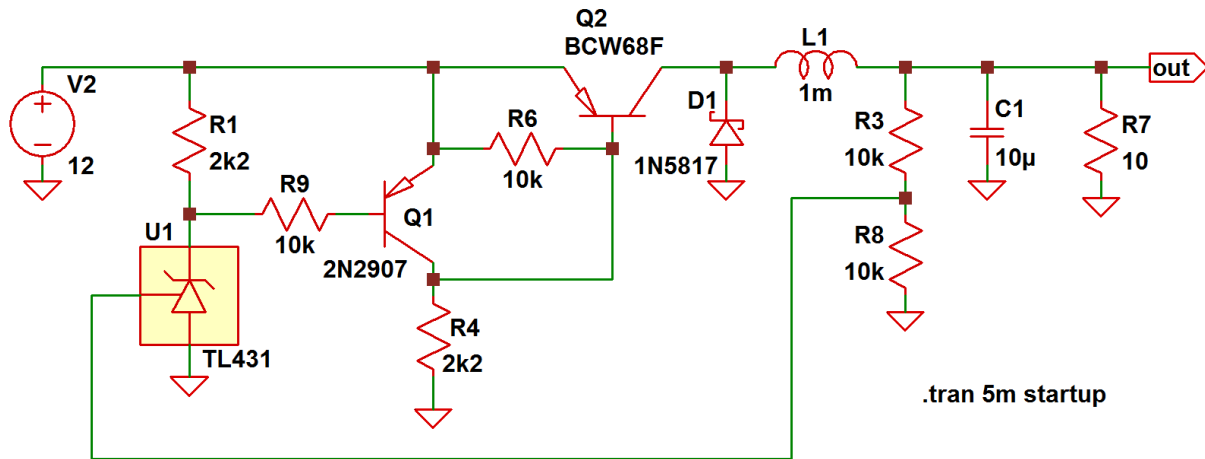 Q2
BCW68F
V2
12
R1
2k2
R6
10k
D1
1N5817
L1
1m
out
R3
10k
C1
10µ
R7
10
R9
10k
Q1
2N2907
U1
TL431
R8
10k
R4
2k2
.tran 5m startup